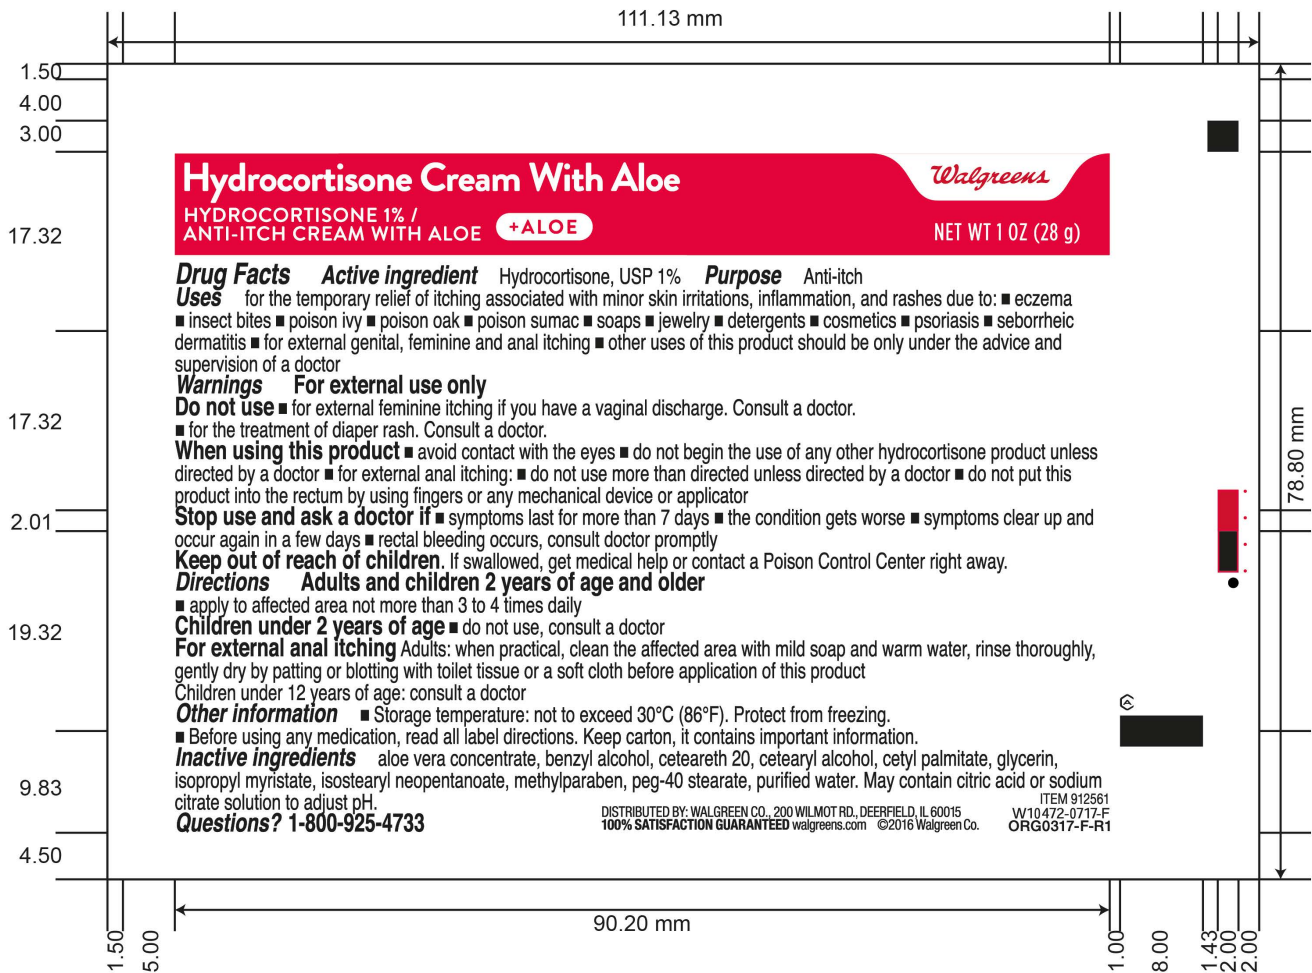 111.13 mm
1.50
4.00
3.00
17.32
17.32
2.01
19.32
9.83
4.50
Hydrocortisone Cream With Aloe
Walgreens
HYDROCORTISONE 1% /
ANTI-ITCH CREAM WITH ALOE
+ALOE
NET WT 1 OZ (28 g)
Drug Facts Active ingredient Hydrocortisone, USP 1% Purpose Anti-itch
Uses for the temporary relief of itching associated with minor skin irritations, inflammation, and rashes due to: ■ eczema
■ insect bites ■ poison ivy ■ poison oak ■ poison sumac ■ soaps ■ jewelry ■ detergents ■ cosmetics ■ psoriasis ■ seborrheic
dermatitis ■ for external genital, feminine and anal itching ■ other uses of this product should be only under the advice and
supervision of a doctor
Warnings For external use only
Do not use ■ for external feminine itching if you have a vaginal discharge. Consult a doctor.
■ for the treatment of diaper rash. Consult a doctor.
When using this product ■ avoid contact with the eyes ■ do not begin the use of any other hydrocortisone product unless
directed by a doctor ■ for external anal itching: ■ do not use more than directed unless directed by a doctor ■ do not put this
product into the rectum by using fingers or any mechanical device or applicator
Stop use and ask a doctor if ■ symptoms last for more than 7 days ■ the condition gets worse ■ symptoms clear up and
occur again in a few days ■ rectal bleeding occurs, consult doctor promptly
Keep out of reach of children. If swallowed, get medical help or contact a Poison Control Center right away.
Directions Adults and children 2 years of age and older
■ apply to affected area not more than 3 to 4 times daily
Children under 2 years of age ■ do not use, consult a doctor
For external anal itching Adults: when practical, clean the affected area with mild soap and warm water, rinse thoroughly,
gently dry by patting or blotting with toilet tissue or a soft cloth before application of this product
Children under 12 years of age: consult a doctor
Other information ■ Storage temperature: not to exceed 30°C (86°F). Protect from freezing.
■ Before using any medication, read all label directions. Keep carton, it contains important information.
Inactive ingredients aloe vera concentrate, benzyl alcohol, ceteareth 20, cetearyl alcohol, cetyl palmitate, glycerin,
isopropyl myristate, isostearyl neopentanoate, methylparaben, peg-40 stearate, purified water. May contain citric acid or sodium
citrate solution to adjust pH.
Questions? 1-800-925-4733
DISTRIBUTED BY: WALGREEN CO., 200 WILMOT RD., DEERFIELD, IL 60015
100% SATISFACTION GUARANTEED walgreens.com ©2016 Walgreen Co.
ITEM 912561
W10472-0717-F
ORG0317-F-R1
78.80 mm
90.20 mm
1.50
5.00
1.00
8.00
1.43
2.00
2.00